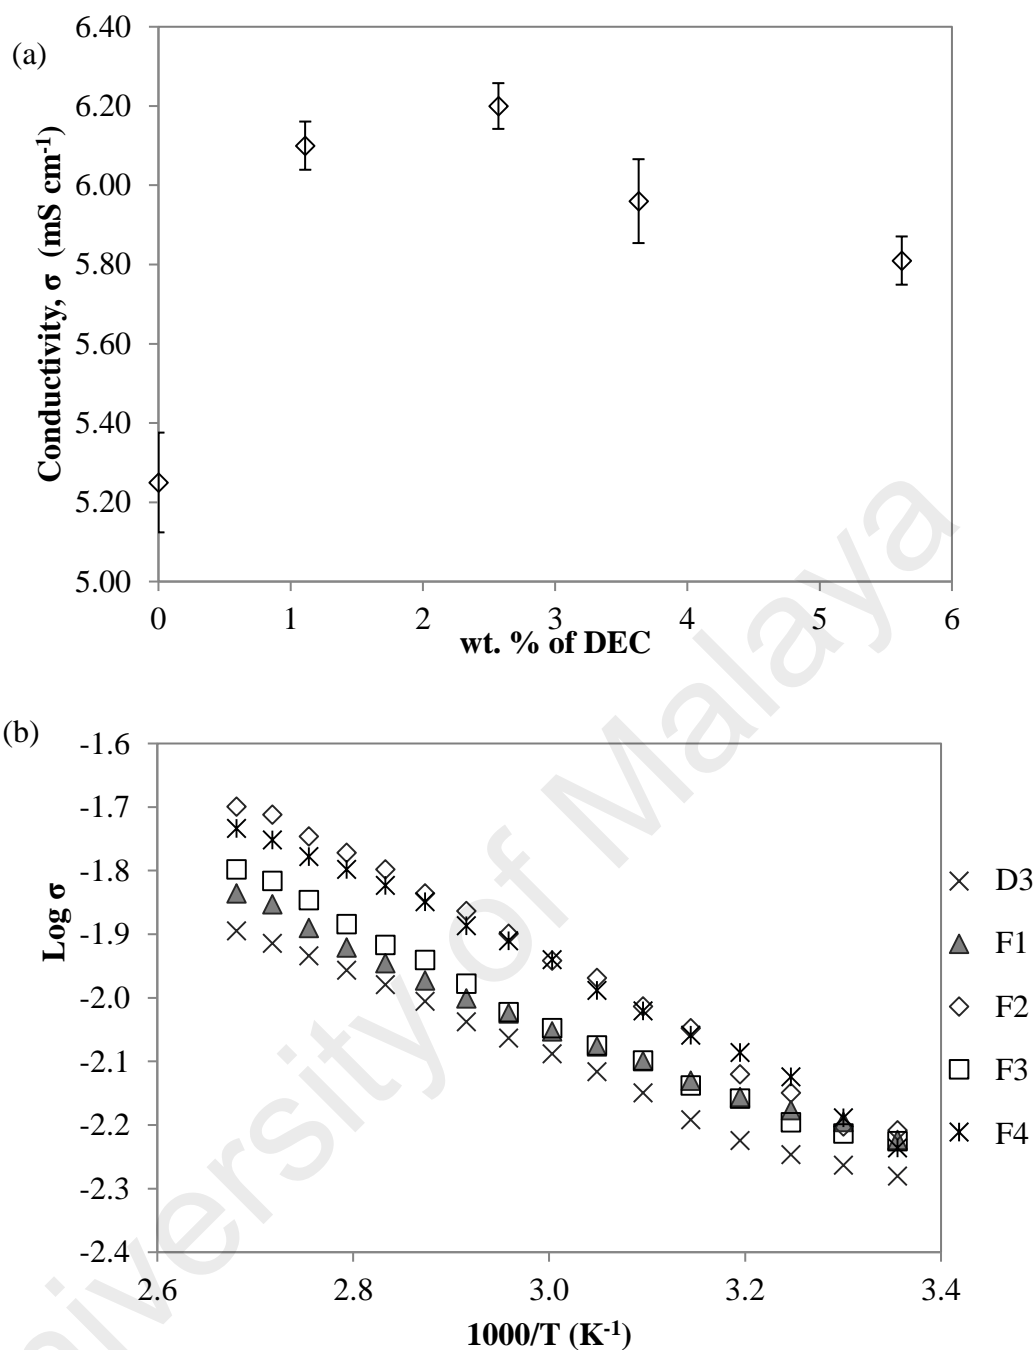 (a)
6.40
6.20
6.00
5.80
5.60
5.40
5.20
5.00
Conductivity, σ (mS cm-1)
0 1 2 3 4 5 6
wt. % of DEC
(b)
-1.6
-1.7
-1.8
-1.9
-2.0
-2.1
-2.2
-2.3
-2.4
Log σ
2.6 2.8 3.0 3.2 3.4
1000/T (K-1)
D3
F1
F2
F3
F4
University of Malaya